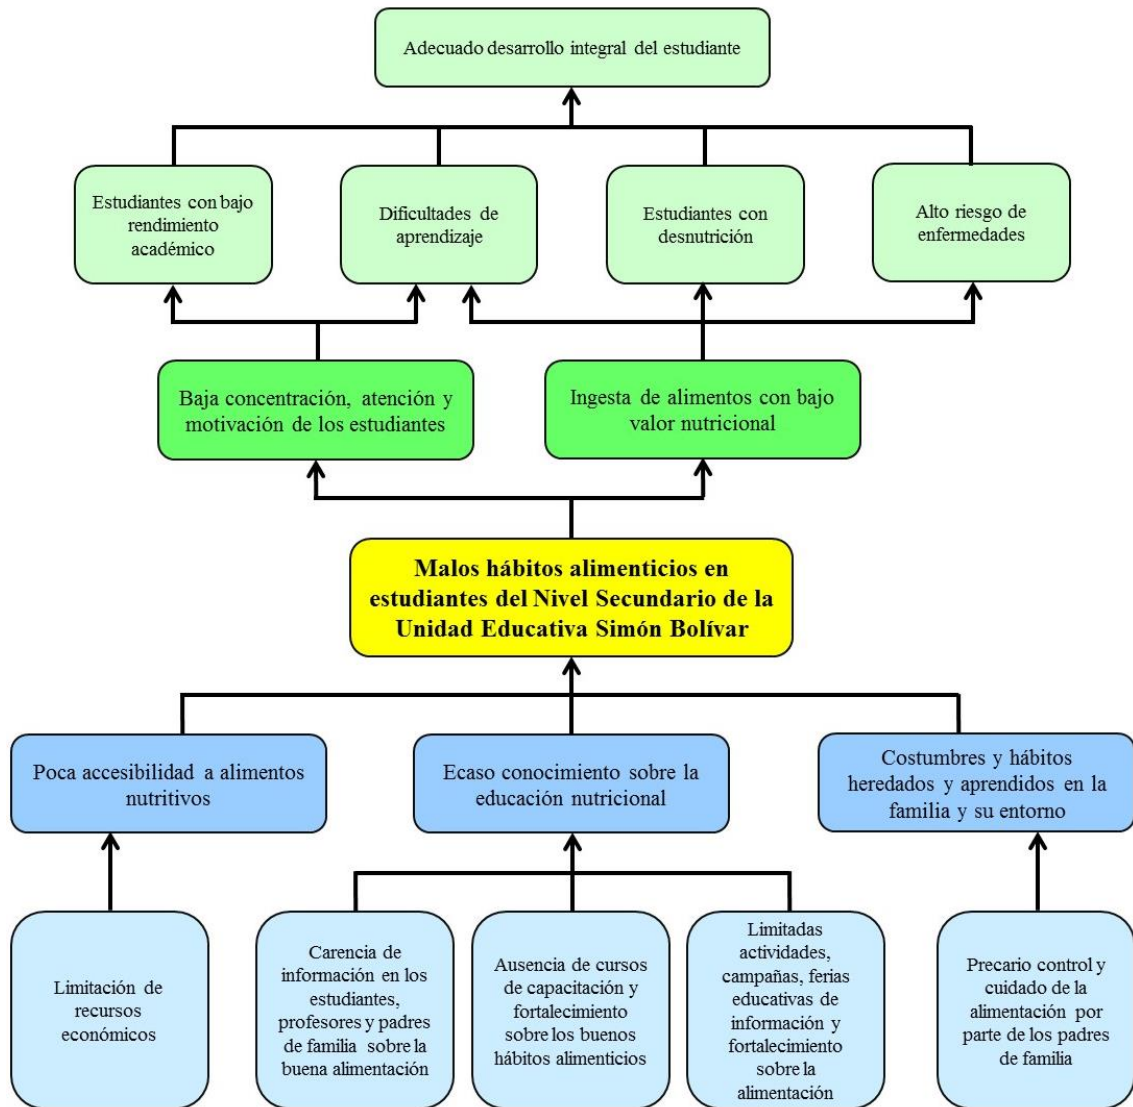 Adecuado desarrollo integral del estudiante
Estudiantes con bajo
rendimiento
académico
Dificultades de
aprendizaje
Estudiantes con
desnutrición
Alto riesgo de
enfermedades
Baja concentración, atención y
motivación de los estudiantes
Ingesta de alimentos con bajo
valor nutricional
Malos hábitos alimenticios en
estudiantes del Nivel Secundario de la
Unidad Educativa Simón Bolívar
Poca accesibilidad a alimentos
nutritivos
Ecaso conocimiento sobre la
educación nutricional
Costumbres y hábitos
heredados y aprendidos en la
familia y su entorno
Limitación de
recursos
económicos
Carencia de
información en los
estudiantes,
profesores y padres
de familia sobre la
buena alimentación
Ausencia de cursos
de capacitación y
fortalecimiento
sobre los buenos
hábitos alimenticios
Limitadas
actividades,
campañas, ferias
educativas de
información y
fortalecimiento
sobre la
alimentación
Precario control y
cuidado de la
alimentación por
parte de los padres
de familia